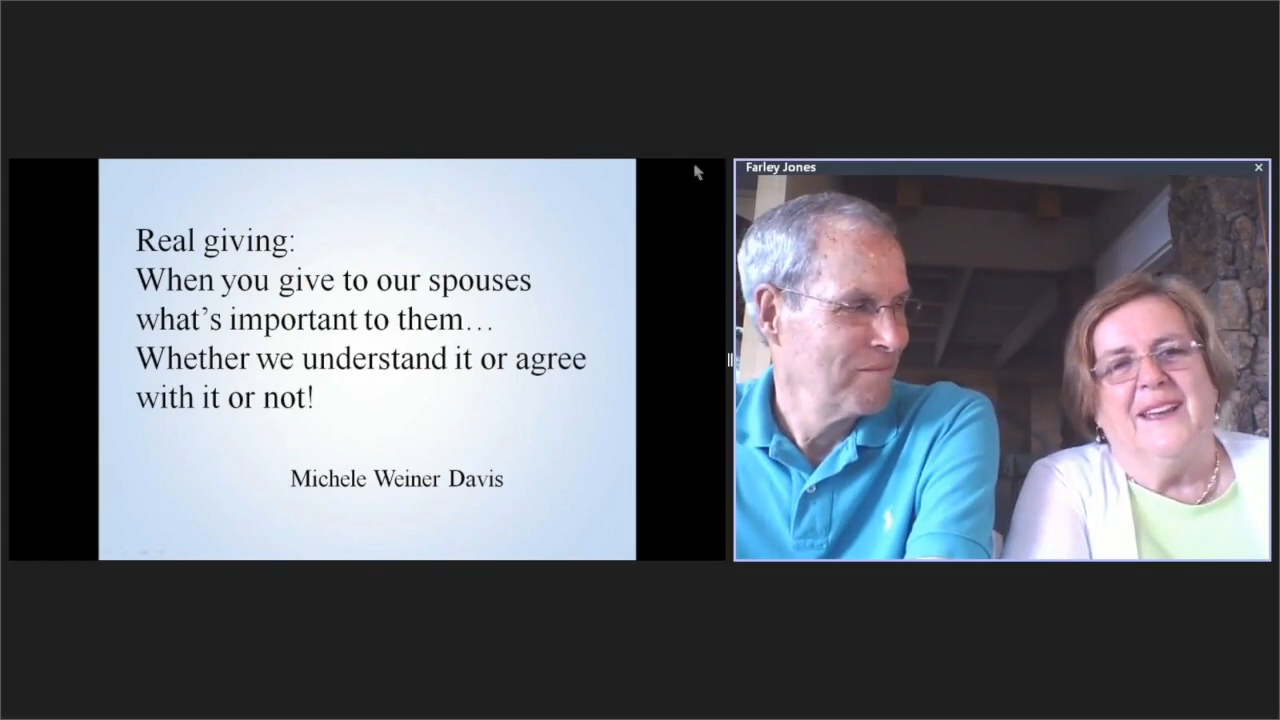 Real giving:
When you give to our spouses
what's important to them…
Whether we understand it or agree
with it or not!
Michele Weiner Davis
Farley Jones